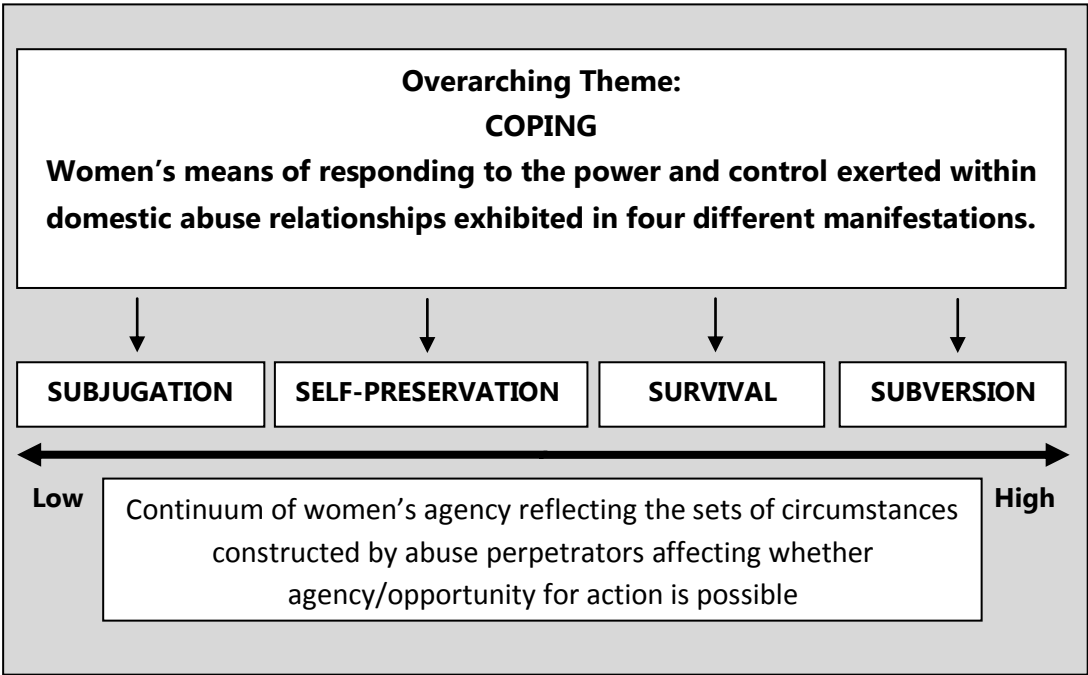 Overarching Theme:
COPING
Women’s means of responding to the power and control exerted within
domestic abuse relationships exhibited in four different manifestations.
SUBJUGATION
SELF-PRESERVATION
SURVIVAL
SUBVERSION
Low
High
Continuum of women’s agency reflecting the sets of circumstances
constructed by abuse perpetrators affecting whether
agency/opportunity for action is possible